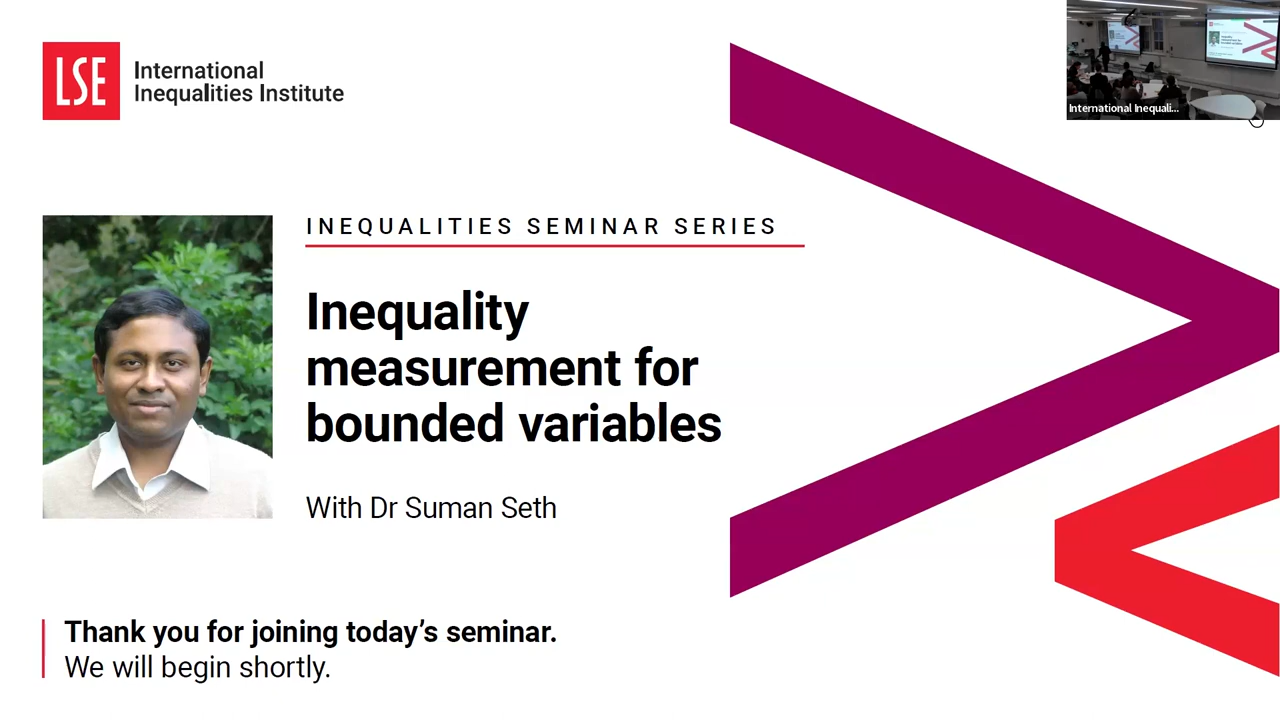 LSE
International
Inequalities Institute
International Inequali...
INEQUALITIES SEMINAR SERIES
Inequality
measurement for
bounded variables
With Dr Suman Seth
Thank you for joining today's seminar.
We will begin shortly.